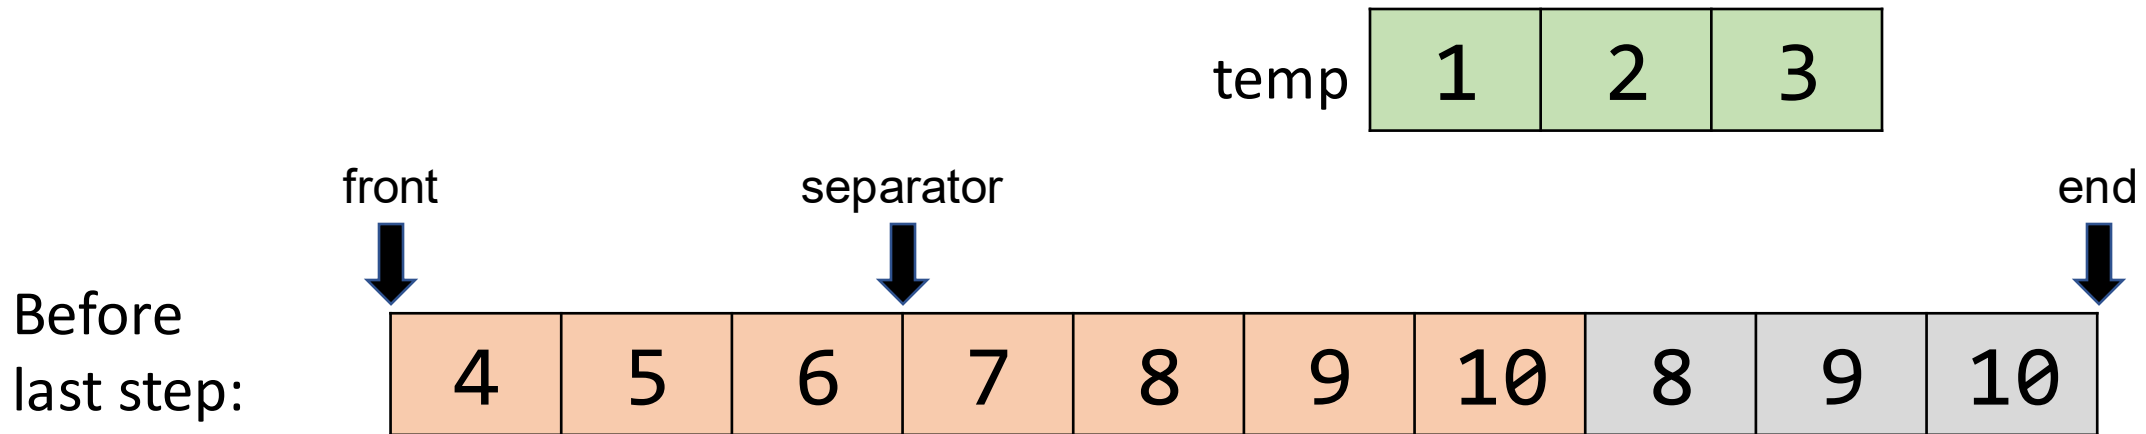 temp 1 2 3
front separator end
Before
last step:
4 5 6 7 8 9 10 8 9 10